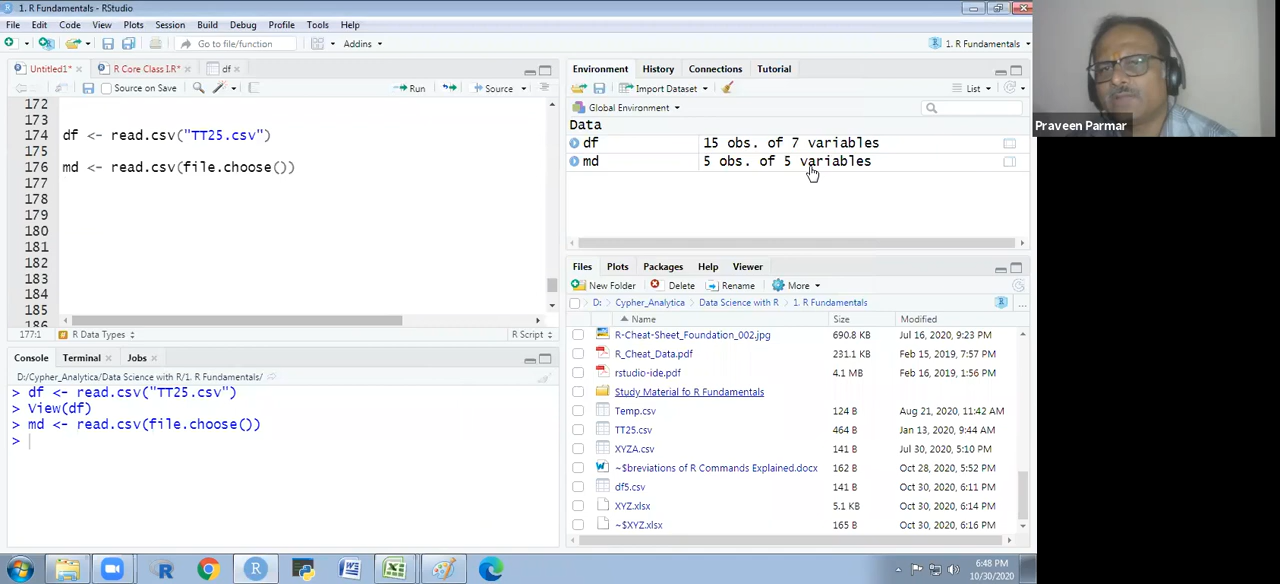 1. R Fundamentals - RStudio
File Edit Code View Plots Session Build Debug Profile Tools Help
Go to file/function Addins 1. R Fundamentals
Untitled1* R Core Class I.R* df
Source on Save Run Source
172
173
174 df <- read.csv("TT25.csv")
175
176 md <- read.csv(file.choose())
177
178
179
180
181
182
183
184
185
186
177:1 R Data Types R Script
Console Terminal Jobs
D:/Cypher_Analytica/Data Science with R/1. R Fundamentals/
> df <- read.csv("TT25.csv")
> View(df)
> md <- read.csv(file.choose())
>
Environment History Connections Tutorial
Import Dataset List
Global Environment
Data
df 15 obs. of 7 variables
md 5 obs. of 5 variables
Files Plots Packages Help Viewer
New Folder Delete Rename More
D: Cypher_Analytica Data Science with R 1. R Fundamentals
Name Size Modified
R-Cheat-Sheet_Foundation_002.jpg 690.8 KB Jul 16, 2020, 9:23 PM
R_Cheat_Data.pdf 231.1 KB Feb 15, 2019, 7:57 PM
rstudio-ide.pdf 4.1 MB Feb 16, 2019, 1:56 PM
Study Material fo R Fundamentals
Temp.csv 124 B Aug 21, 2020, 11:42 AM
TT25.csv 464 B Jan 13, 2020, 9:44 AM
XYZA.csv 141 B Jul 30, 2020, 5:10 PM
~$breviations of R Commands Explained.docx 162 B Oct 28, 2020, 5:52 PM
df5.csv 141 B Oct 30, 2020, 6:11 PM
XYZ.xlsx 5.1 KB Oct 30, 2020, 6:14 PM
~$XYZ.xlsx 165 B Oct 30, 2020, 6:16 PM
Praveen Parmar
6:48 PM
10/30/2020